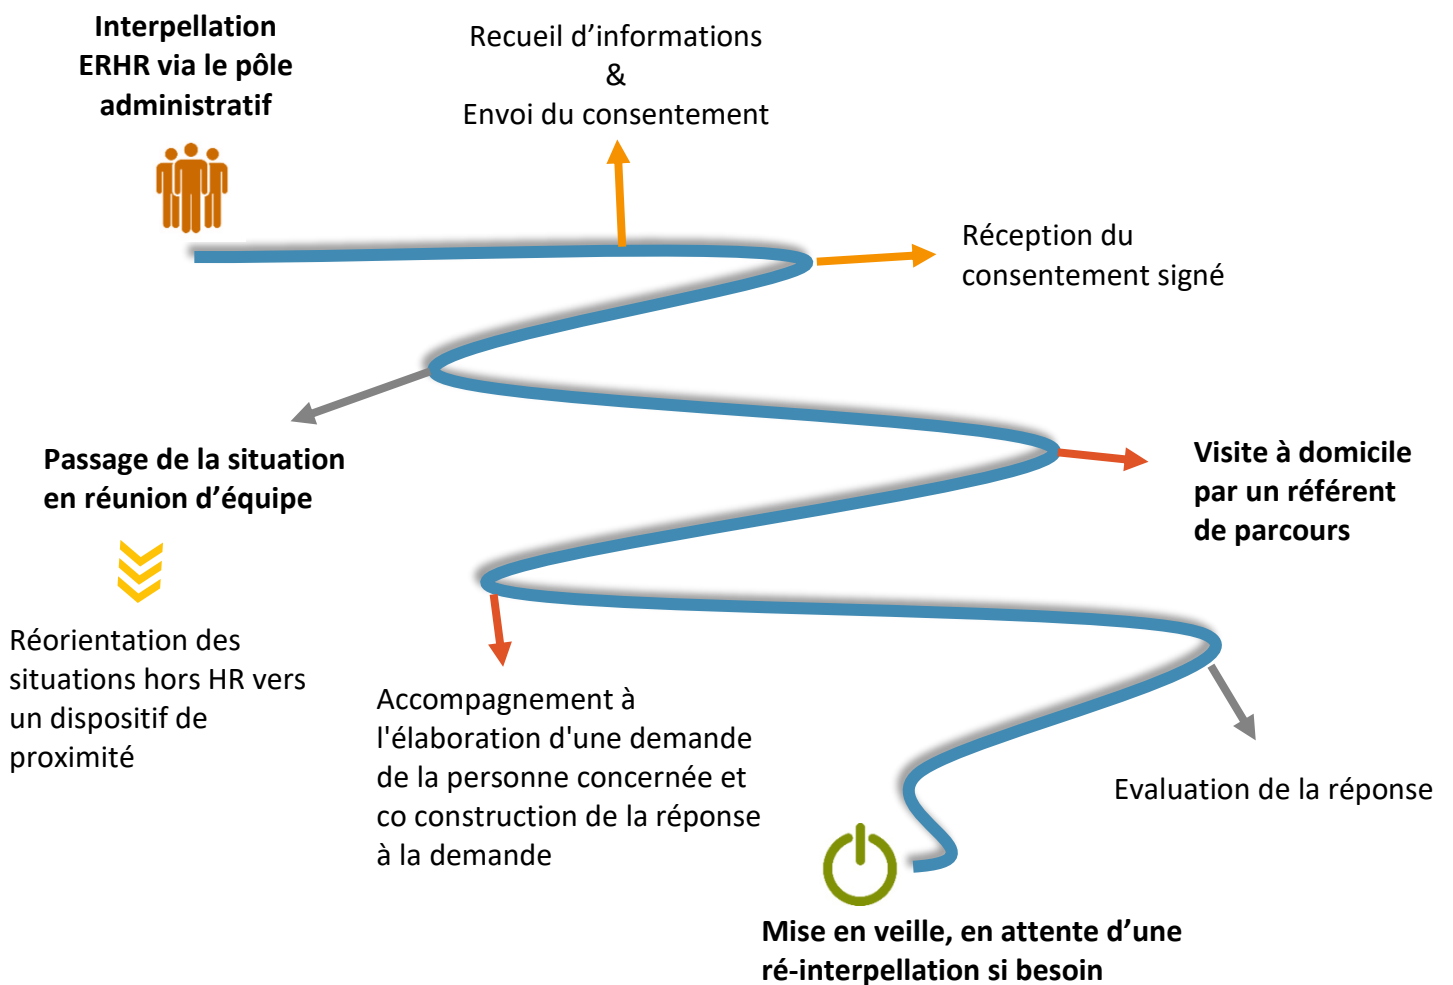 Interpellation
ERHR via le pôle
administratif
Recueil d’informations
&
Envoi du consentement
Réception du
consentement signé
Passage de la situation
en réunion d’équipe
Visite à domicile
par un référent
de parcours
Réorientation des
situations hors HR vers
un dispositif de
proximité
Accompagnement à
l'élaboration d'une demande
de la personne concernée et
co construction de la réponse
à la demande
Evaluation de la réponse
Mise en veille, en attente d’une
ré-interpellation si besoin